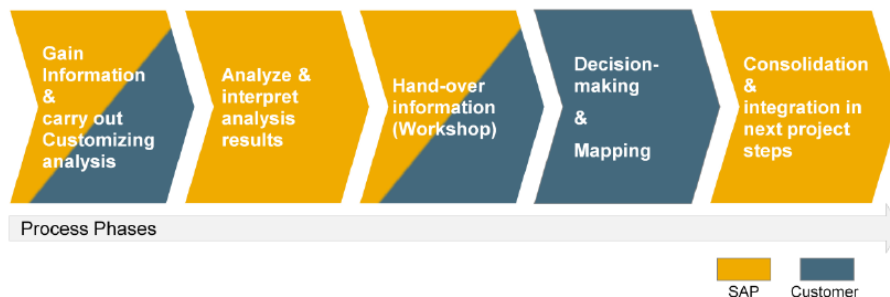 Gain
Information
&
carry out
Customizing
analysis
Analyze &
interpret
analysis
results
Hand-over
information
(Workshop)
Decision-
making
&
Mapping
Consolidation
&
integration in
next project
steps
Process Phases
SAP
Customer